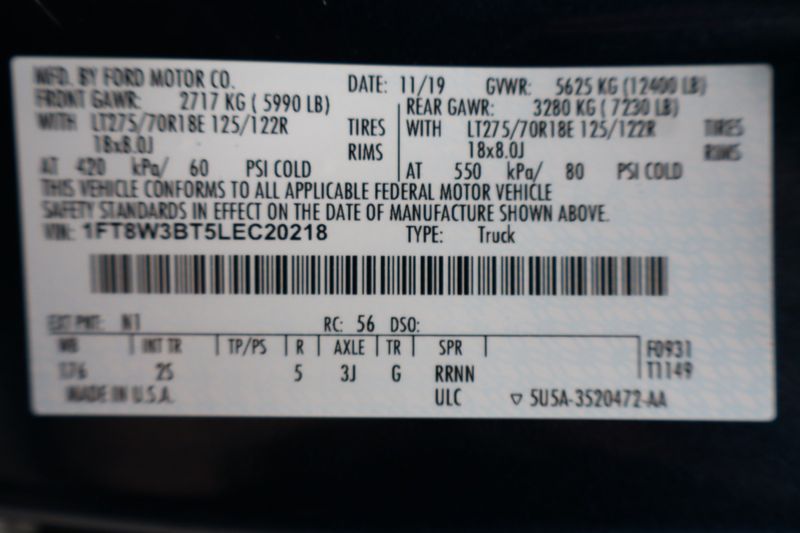 MFD. BY FORD MOTOR CO. DATE: 11/19 GVWR: 5625 KG (12400 LB)
FRONT GAWR: 2717 KG ( 5990 LB) REAR GAWR: 3280 KG ( 7230 LB)
WITH LT275/70R18E 125/122R TIRES WITH LT275/70R18E 125/122R TIRES
18x8.0J RIMS 18x8.0J RIMS
AT 420 kPa/ 60 PSI COLD AT 550 kPa/ 80 PSI COLD
THIS VEHICLE CONFORMS TO ALL APPLICABLE FEDERAL MOTOR VEHICLE
SAFETY STANDARDS IN EFFECT ON THE DATE OF MANUFACTURE SHOWN ABOVE.
VIN: 1FT8W3BT5LEC20218 TYPE: Truck
EXT PNT: N1 RC: 56 DSO:
WB INT TR TP/PS R AXLE TR SPR F0931
176 2S 5 3J G RRNN T1149
MADE IN U.S.A. ULC ▽ 5U5A-3520472-AA